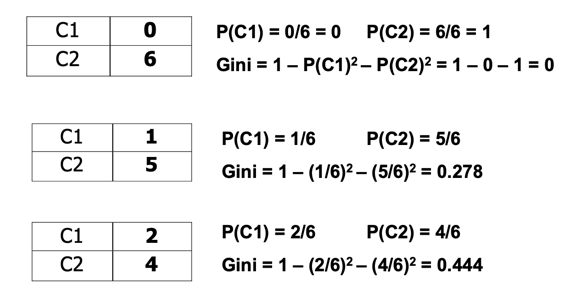 C1 0 P(C1) = 0/6 = 0 P(C2) = 6/6 = 1
C2 6 Gini = 1 – P(C1)² – P(C2)² = 1 – 0 – 1 = 0
C1 1 P(C1) = 1/6 P(C2) = 5/6
C2 5 Gini = 1 – (1/6)² – (5/6)² = 0.278
C1 2 P(C1) = 2/6 P(C2) = 4/6
C2 4 Gini = 1 – (2/6)² – (4/6)² = 0.444